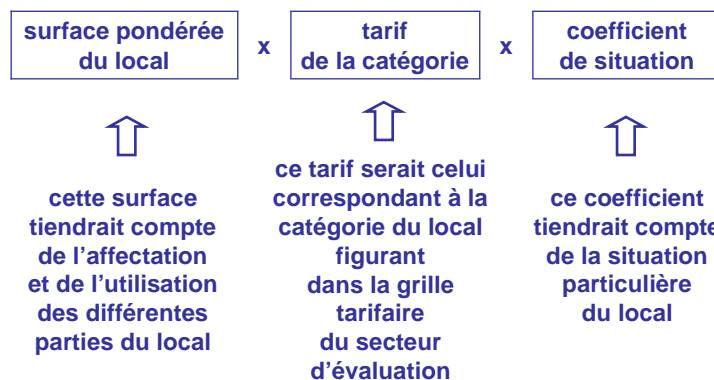 surface pondérée
du local
x
tarif
de la catégorie
x
coefficient
de situation
cette surface
tiendrait compte
de l’affectation
et de l’utilisation
des différentes
parties du local
ce tarif serait celui
correspondant à la
catégorie du local
figurant
dans la grille
tarifaire
du secteur
d’évaluation
ce coefficient
tiendrait compte
de la situation
particulière
du local